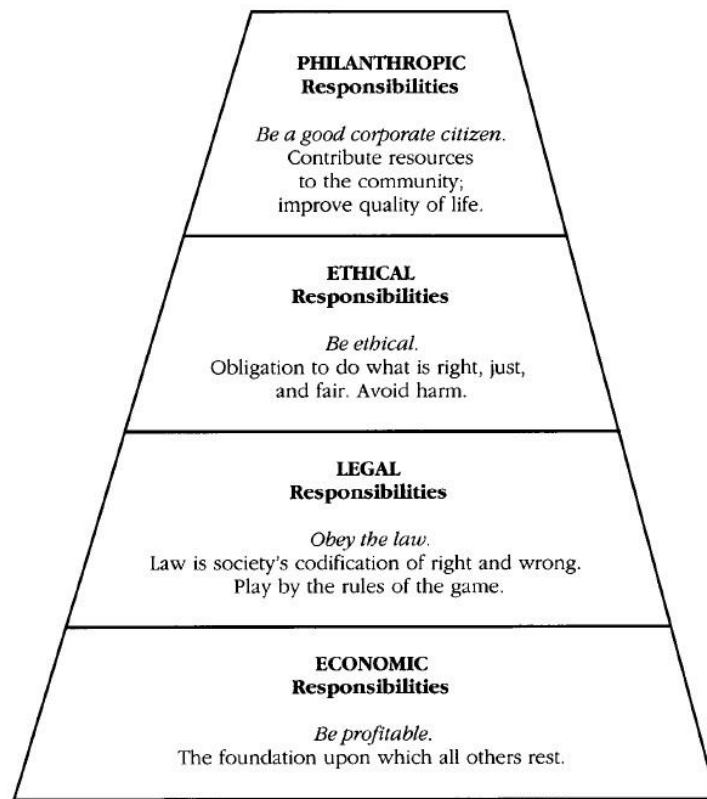 PHILANTHROPIC
Responsibilities
Be a good corporate citizen.
Contribute resources
to the community;
improve quality of life.
ETHICAL
Responsibilities
Be ethical.
Obligation to do what is right, just,
and fair. Avoid harm.
LEGAL
Responsibilities
Obey the law.
Law is society's codification of right and wrong.
Play by the rules of the game.
ECONOMIC
Responsibilities
Be profitable.
The foundation upon which all others rest.